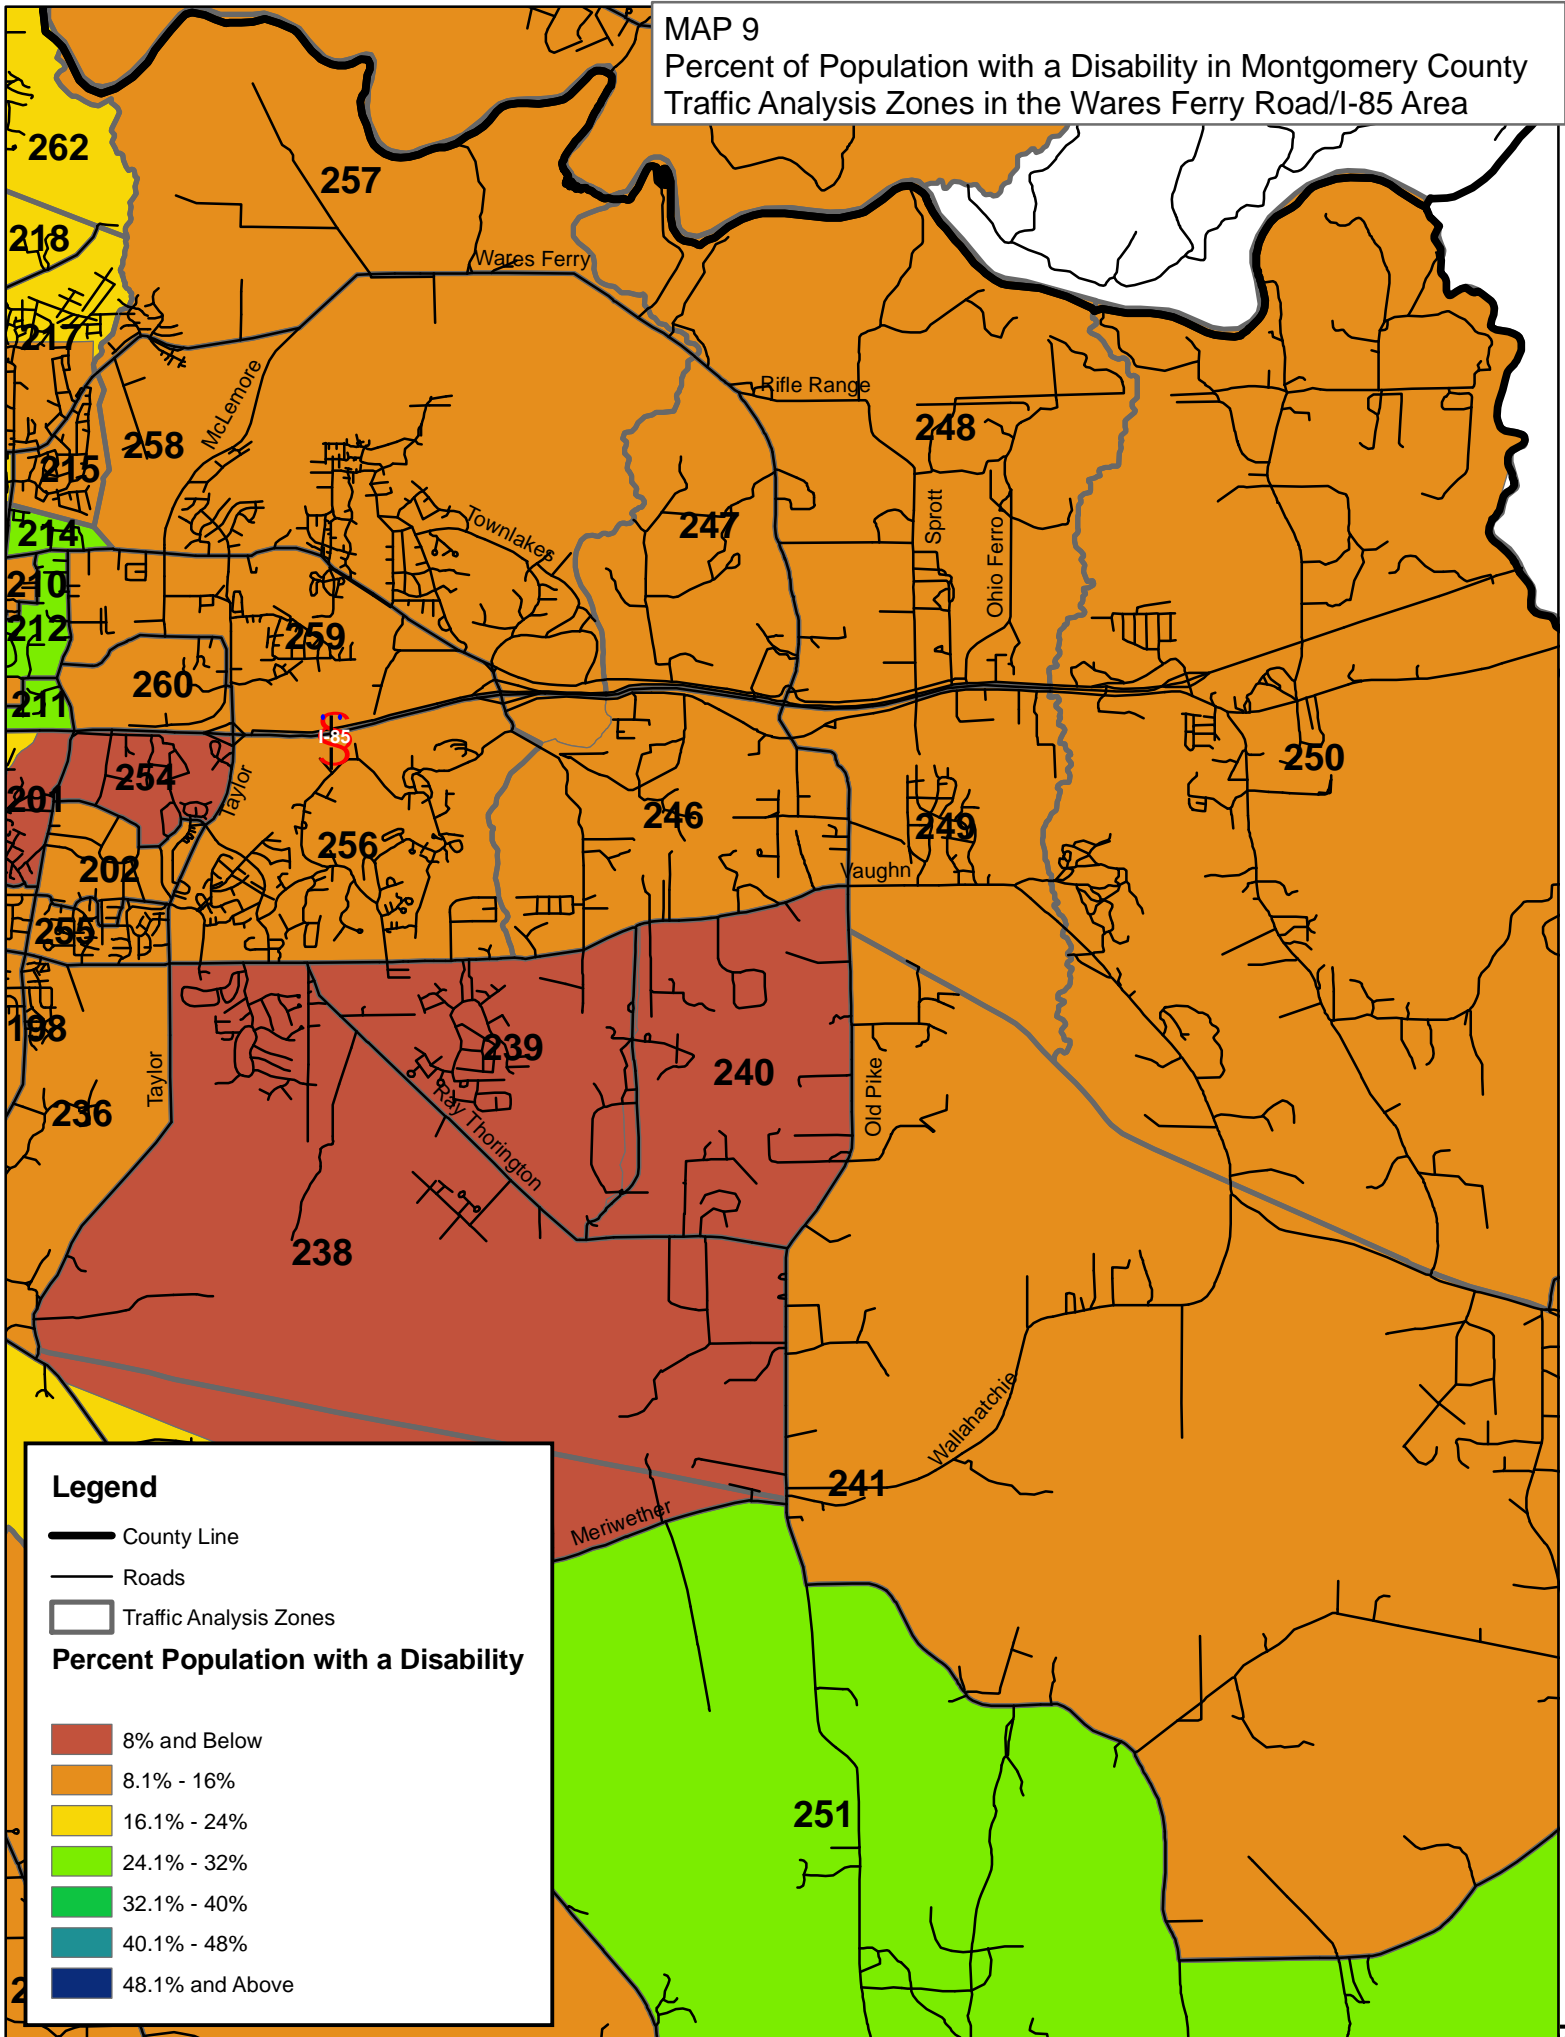 MAP 9
Percent of Population with a Disability in Montgomery County
Traffic Analysis Zones in the Wares Ferry Road/I-85 Area
262
257
218
Wares Ferry
217
Rifle Range
McLemore
248
258
215
Sprott
Townlakes
247
214
Ohio Ferro
210
212
259
260
211
I-85
250
254
Taylor
201
246
249
256
202
Vaughn
255
198
239
240
Taylor
Old Pike
236
Ray Thorington
238
Wallahatchie
241
Meriwether
251
Legend
County Line
Roads
Traffic Analysis Zones
Percent Population with a Disability
8% and Below
8.1% - 16%
16.1% - 24%
24.1% - 32%
32.1% - 40%
40.1% - 48%
48.1% and Above